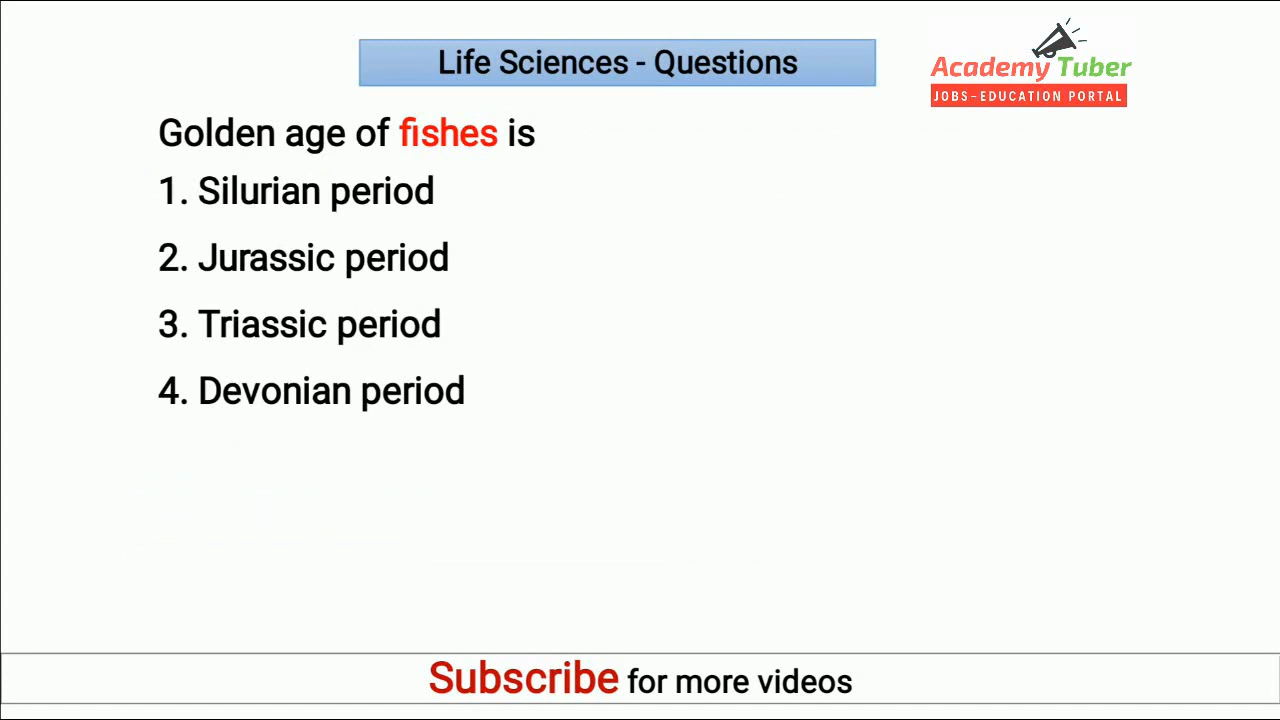 Life Sciences - Questions
Academy Tuber
JOBS-EDUCATION PORTAL
Golden age of fishes is
1. Silurian period
2. Jurassic period
3. Triassic period
4. Devonian period
Subscribe for more videos